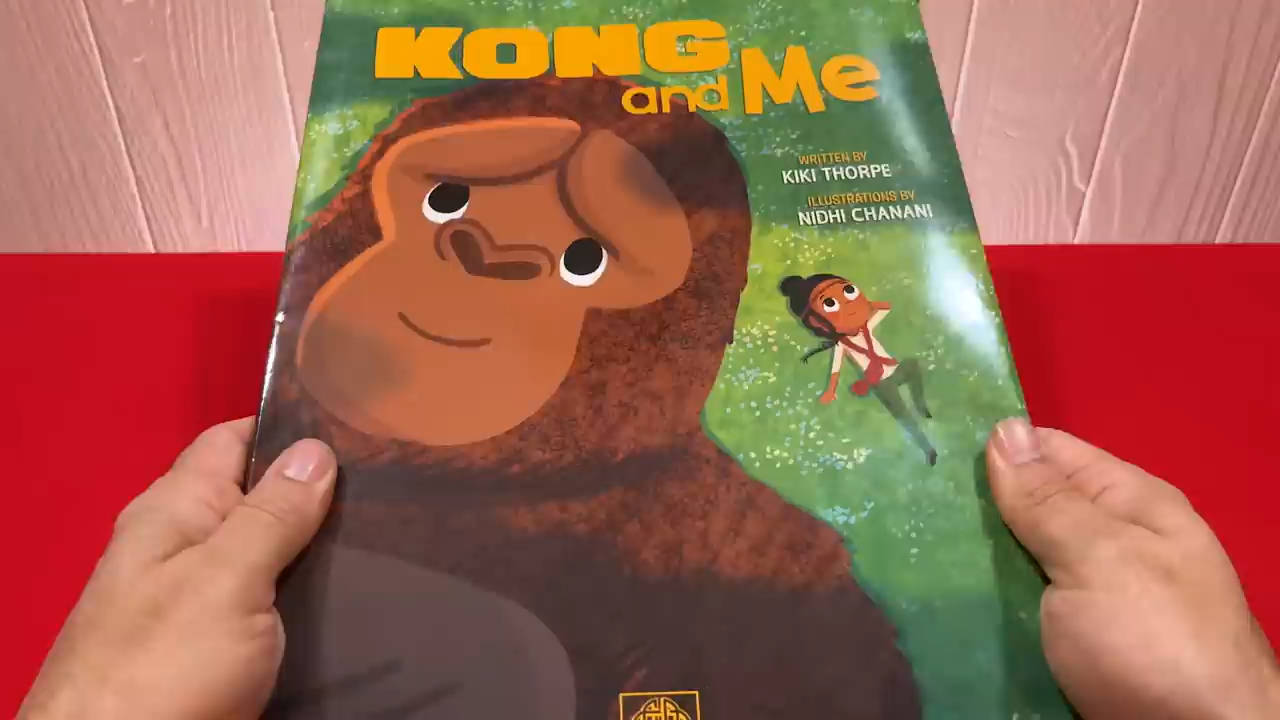 KONG
and Me
WRITTEN BY
KIKI THORPE
ILLUSTRATIONS BY
NIDHI CHANANI